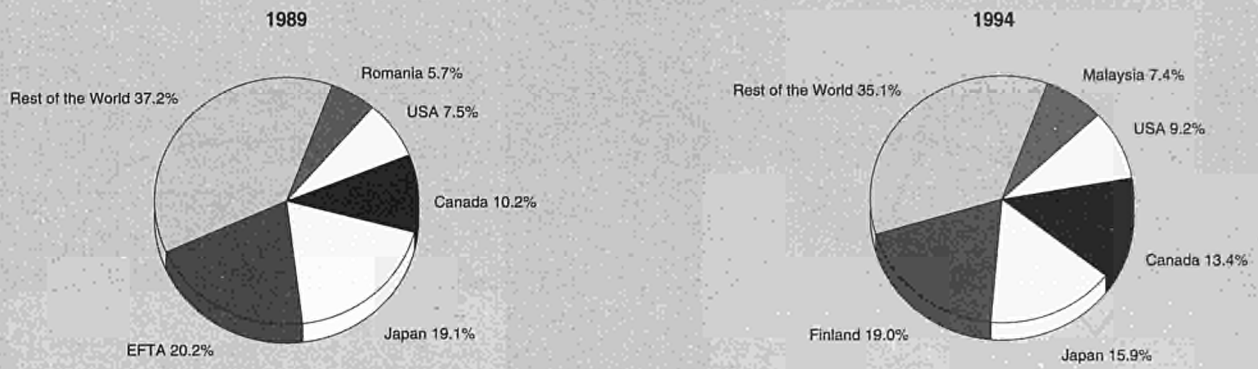 1989
Romania 5.7%
Rest of the World 37.2%
USA 7.5%
Canada 10.2%
Japan 19.1%
EFTA 20.2%
1994
Malaysia 7.4%
Rest of the World 35.1%
USA 9.2%
Canada 13.4%
Finland 19.0%
Japan 15.9%